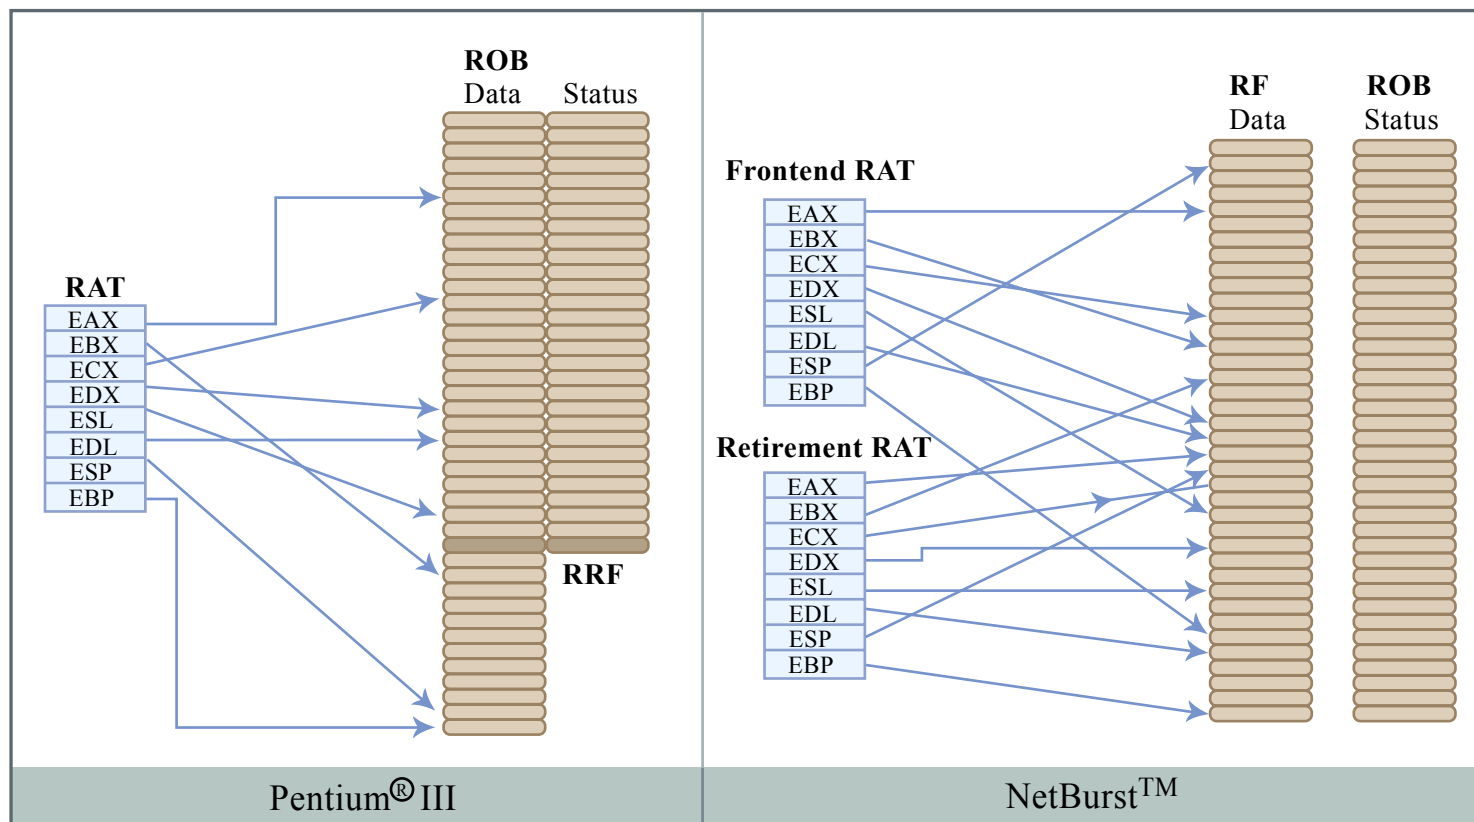 ROB
Data Status
RAT
EAX
EBX
ECX
EDX
ESL
EDL
ESP
EBP
RRF
Pentium® III
RF
Data
ROB
Status
Frontend RAT
EAX
EBX
ECX
EDX
ESL
EDL
ESP
EBP
Retirement RAT
EAX
EBX
ECX
EDX
ESL
EDL
ESP
EBP
NetBurst™